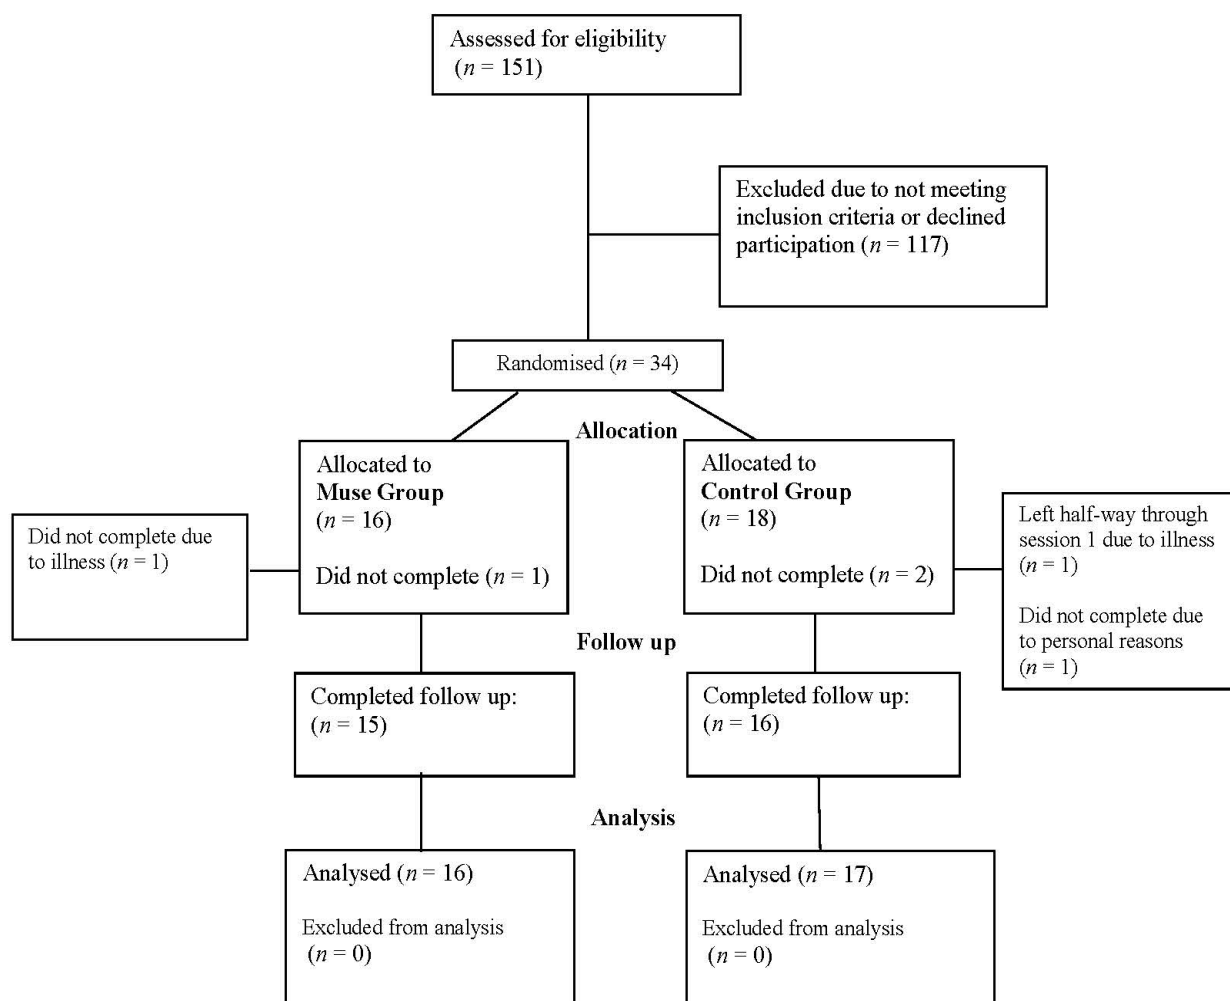 Assessed for eligibility
(n = 151)
Excluded due to not meeting
inclusion criteria or declined
participation (n = 117)
Randomised (n = 34)
Allocation
Allocated to
Muse Group
(n = 16)
Did not complete (n = 1)
Allocated to
Control Group
(n = 18)
Did not complete (n = 2)
Did not complete due
to illness (n = 1)
Left half-way through
session 1 due to illness
(n = 1)
Did not complete due
to personal reasons
(n = 1)
Follow up
Completed follow up:
(n = 15)
Completed follow up:
(n = 16)
Analysis
Analysed (n = 16)
Excluded from analysis
(n = 0)
Analysed (n = 17)
Excluded from analysis
(n = 0)